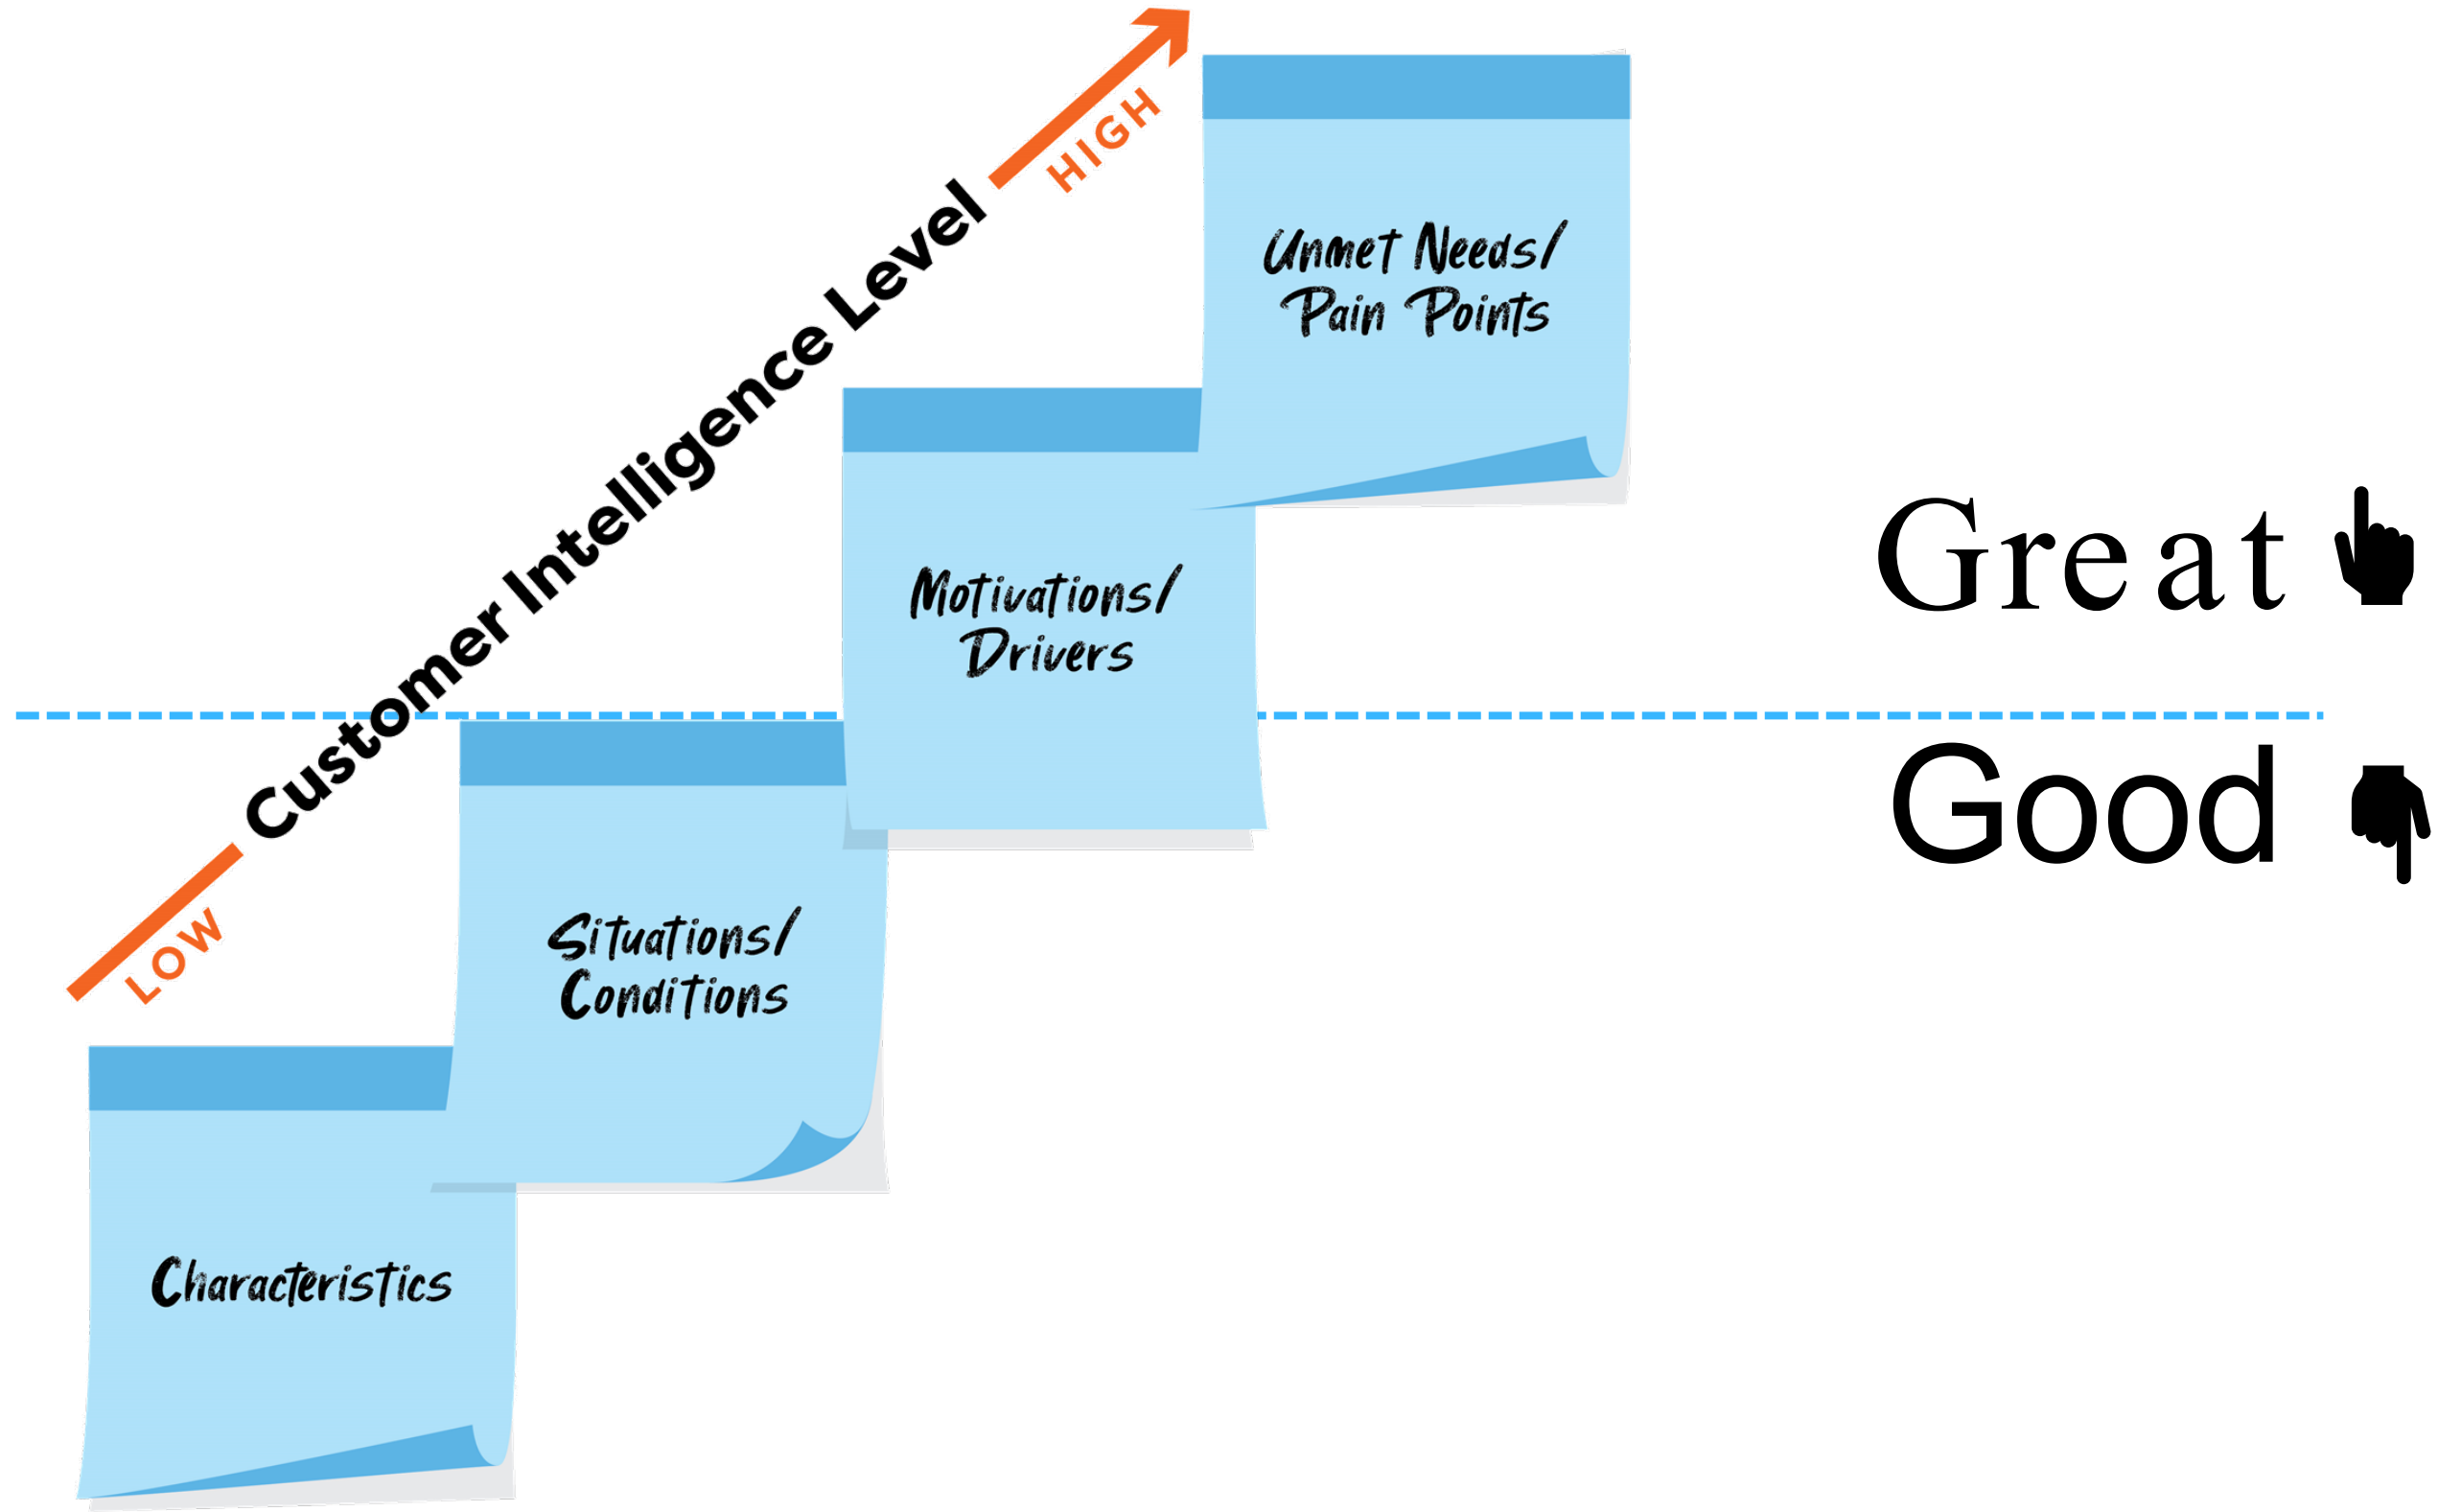 Customer Intelligence Level
HIGH
LOW
Unmet Needs/
Pain Points
Motivations/
Drivers
Situations/
Conditions
Characteristics
Great
Good